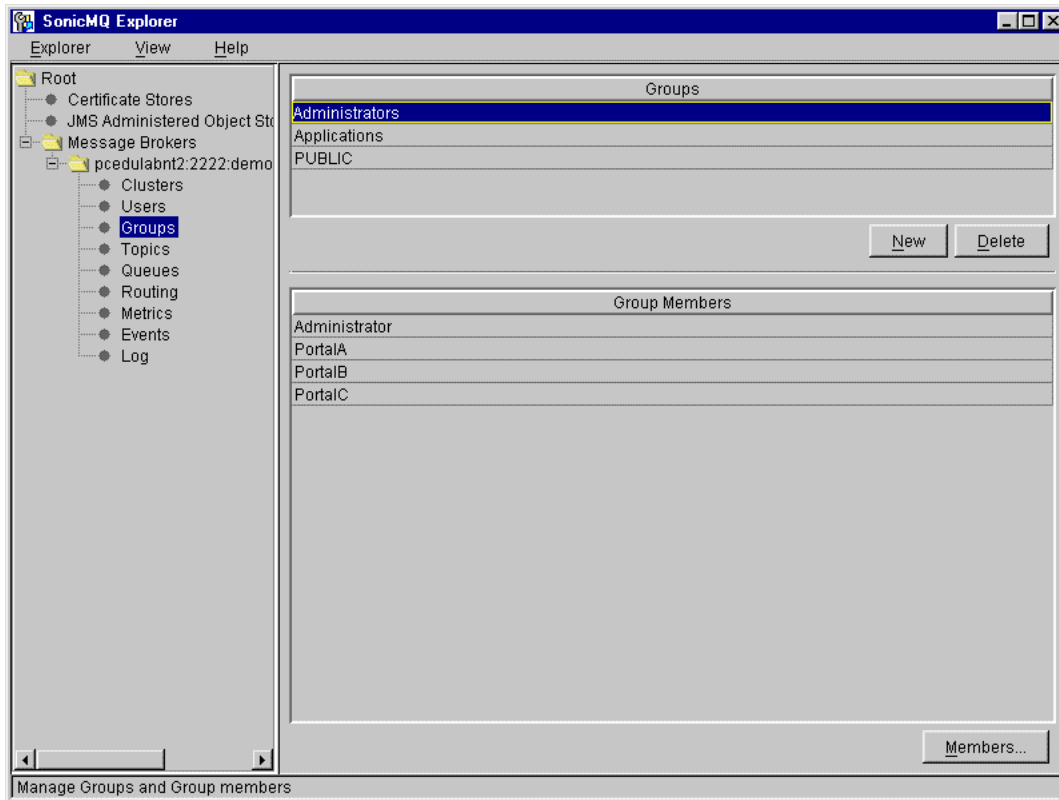 SonicMQ Explorer
Explorer View Help
Root
Certificate Stores
JMS Administered Object Sto
Message Brokers
pcedulabnt2:2222:demo
Clusters
Users
Groups
Topics
Queues
Routing
Metrics
Events
Log
Groups
Administrators
Applications
PUBLIC
New Delete
Group Members
Administrator
PortalA
PortalB
PortalC
Members...
Manage Groups and Group members